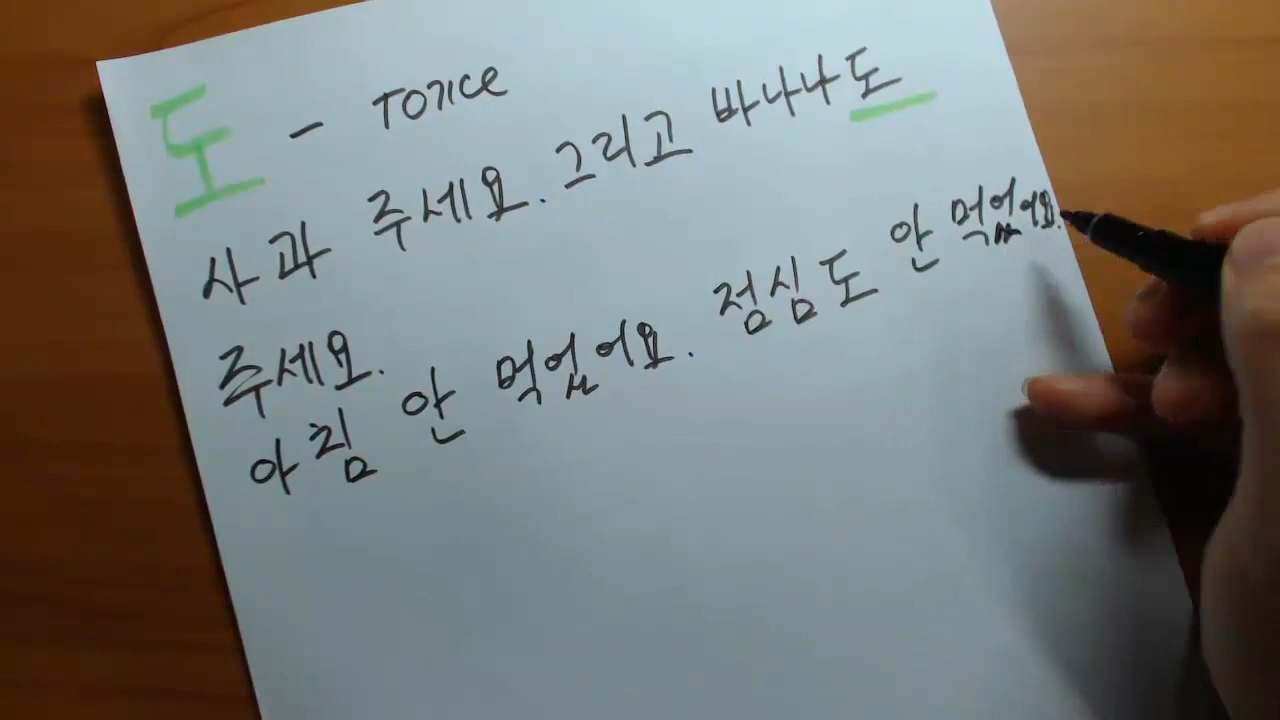 도 -
사과 주세요. 그리고 바나나도
주세요.
아침 안 먹었어요. 점심도 안 먹었어요.